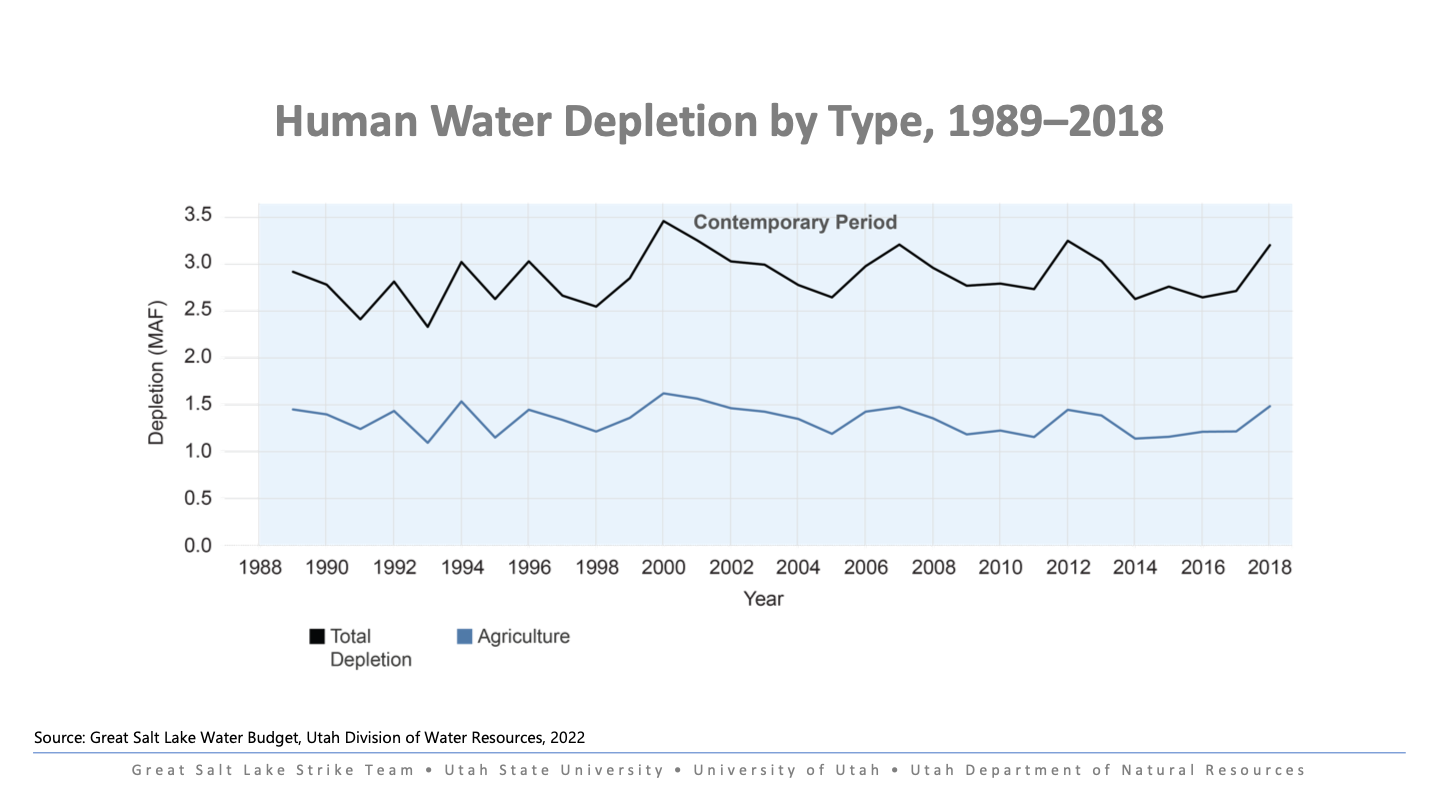 Human Water Depletion by Type, 1989–2018
Contemporary Period
3.5
3.0
2.5
2.0
1.5
1.0
0.5
0.0
Depletion (MAF)
1988 1990 1992 1994 1996 1998 2000 2002 2004 2006 2008 2010 2012 2014 2016 2018
Year
Total
Depletion
Agriculture
Source: Great Salt Lake Water Budget, Utah Division of Water Resources, 2022
Great Salt Lake Strike Team • Utah State University • University of Utah • Utah Department of Natural Resources